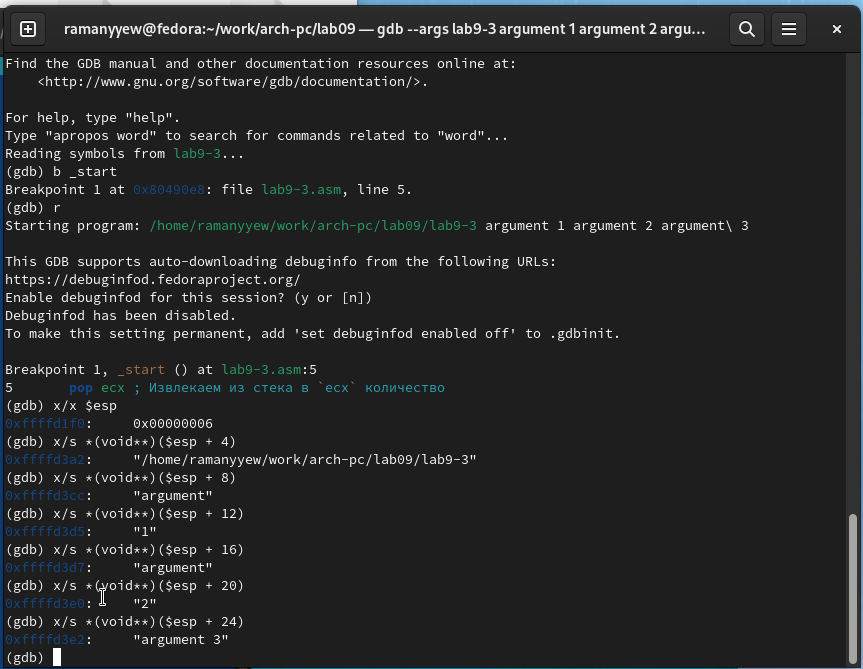 ramanyyew@fedora:~/work/arch-pc/lab09 — gdb --args lab9-3 argument 1 argument 2 argu...
Find the GDB manual and other documentation resources online at:
    <http://www.gnu.org/software/gdb/documentation/>.
For help, type "help".
Type "apropos word" to search for commands related to "word"...
Reading symbols from lab9-3...
(gdb) b _start
Breakpoint 1 at 0x80490e8: file lab9-3.asm, line 5.
(gdb) r
Starting program: /home/ramanyyew/work/arch-pc/lab09/lab9-3 argument 1 argument 2 argument\ 3
This GDB supports auto-downloading debuginfo from the following URLs:
https://debuginfod.fedoraproject.org/
Enable debuginfod for this session? (y or [n])
Debuginfod has been disabled.
To make this setting permanent, add 'set debuginfod enabled off' to .gdbinit.
Breakpoint 1, _start () at lab9-3.asm:5
5       pop ecx ; Извлекаем из стека в `ecx` количество
(gdb) x/x $esp
0xffffd1f0:     0x00000006
(gdb) x/s *(void**)($esp + 4)
0xffffd3a2:     "/home/ramanyyew/work/arch-pc/lab09/lab9-3"
(gdb) x/s *(void**)($esp + 8)
0xffffd3cc:     "argument"
(gdb) x/s *(void**)($esp + 12)
0xffffd3d5:     "1"
(gdb) x/s *(void**)($esp + 16)
0xffffd3d7:     "argument"
(gdb) x/s *(void**)($esp + 20)
0xffffd3e0:     "2"
(gdb) x/s *(void**)($esp + 24)
0xffffd3e2:     "argument 3"
(gdb)